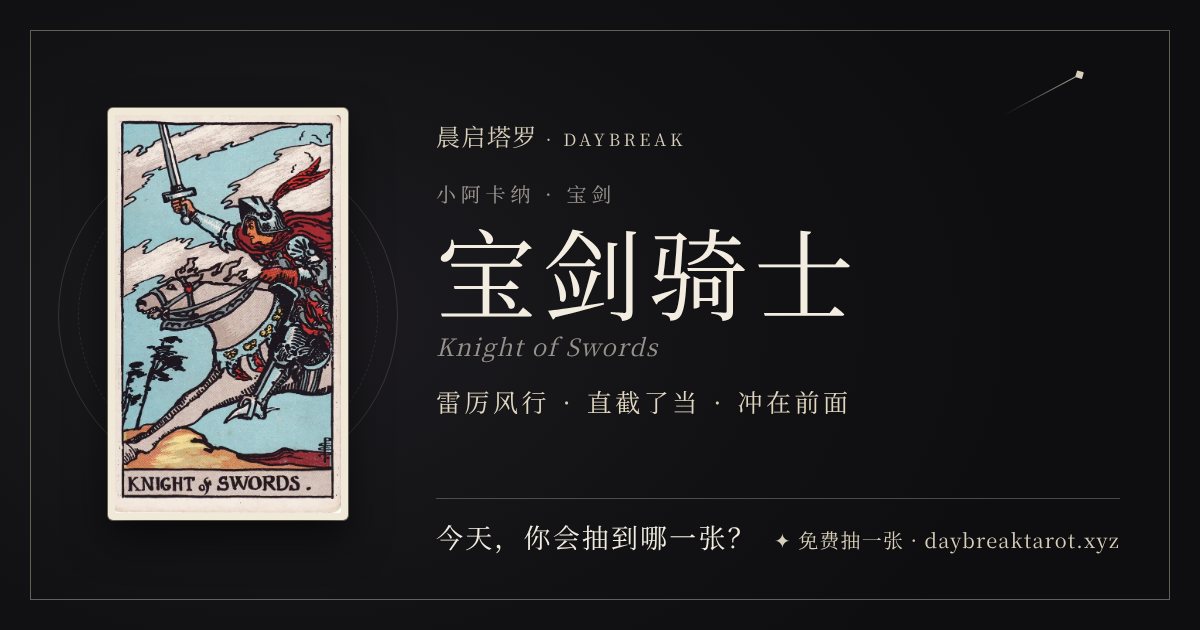 晨启塔罗 · DAYBREAK
小阿卡纳 · 宝剑
宝剑骑士
Knight of Swords
雷厉风行 · 直截了当 · 冲在前面
KNIGHT of SWORDS.
今天，你会抽到哪一张？
✦ 免费抽一张 · daybreaktarot.xyz